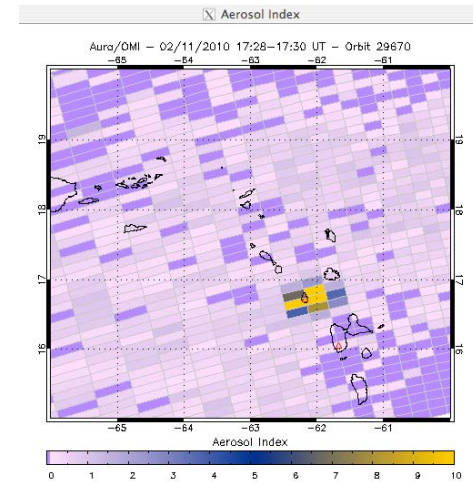 Aerosol Index
Aura/OMI - 02/11/2010 17:28-17:30 UT - Orbit 29670
-65 -64 -63 -62 -61
19 19
18 18
17 17
16 16
-65 -64 -63 -62 -61
Aerosol Index
0 1 2 3 4 5 6 7 8 9 10